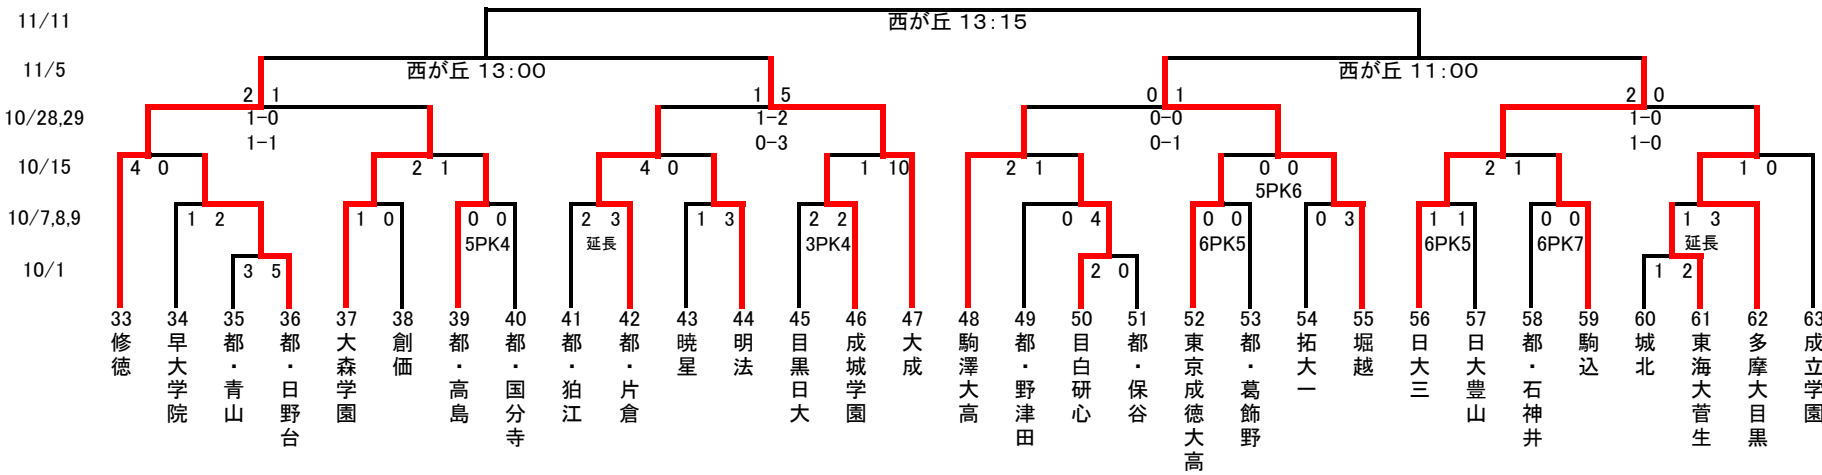 11/11 西が丘 13:15
11/5 西が丘 13:00 西が丘 11:00
2 1 1 5 0 1 2 0
10/28,29 1-0 1-2 0-0 1-0
1-1 0-3 0-1 1-0
10/15 4 0 2 1 4 0 1 10 2 1 0 0 2 1 1 0
5PK6
10/7,8,9 1 2 1 0 0 0 2 3 1 3 2 2 0 4 0 0 0 3 1 1 0 0 1 3
5PK4 延長 3PK4 6PK5 6PK5 6PK7 延長
10/1 3 5 2 0 1 2
33 34 35 36 37 38 39 40 41 42 43 44 45 46 47 48 49 50 51 52 53 54 55 56 57 58 59 60 61 62 63
修徳
早大学院
都・青山
都・日野台
大森学園
創価
都・高島
都・国分寺
都・狛江
都・片倉
暁星
明法
目黒日大
成城学園
大成
駒澤大高
都・野津田
目白研心
都・保谷
東京成徳大高
都・葛飾野
拓大一
堀越
日大三
日大豊山
都・石神井
駒込
城北
東海大菅生
多摩大目黒
成立学園